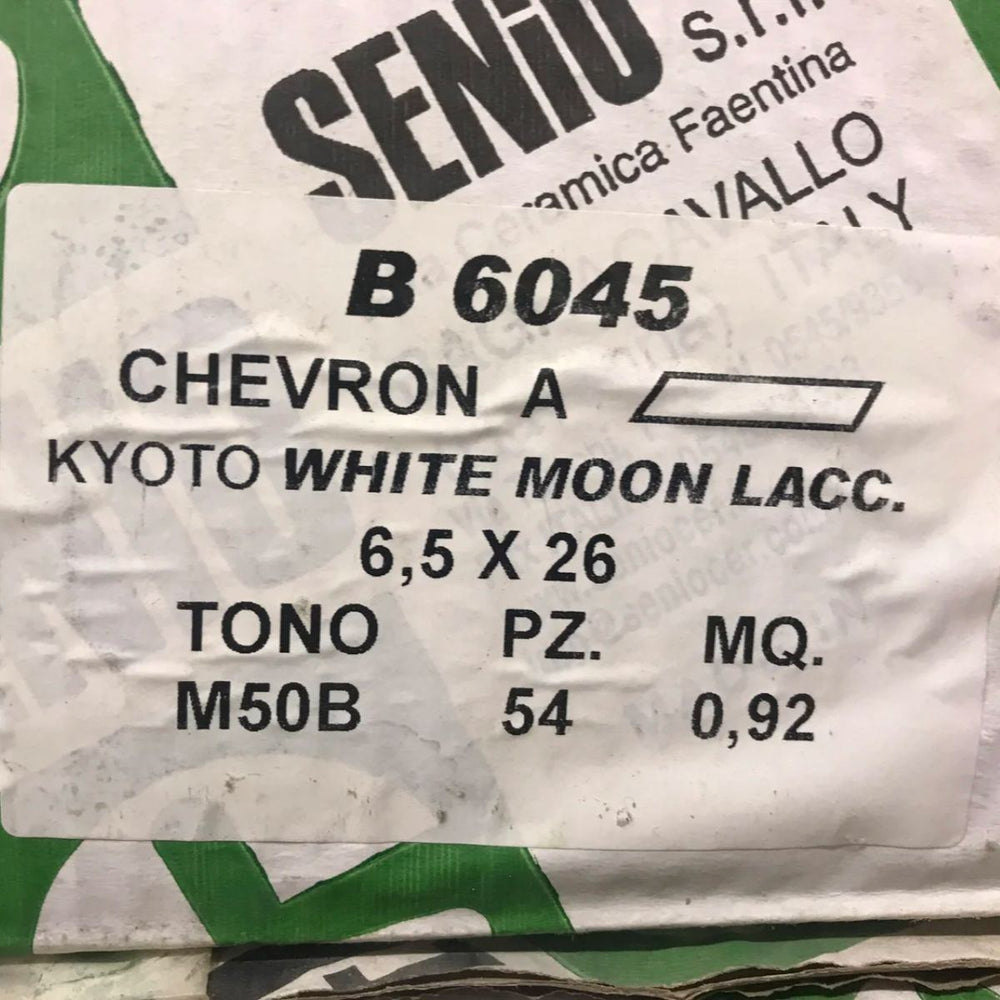 SENiO s.r.l.
Ceramica Faentina
CAVALLO
ITALY
B 6045
CHEVRON A
KYOTO WHITE MOON LACC.
6,5 X 26
TONO PZ. MQ.
M50B 54 0,92